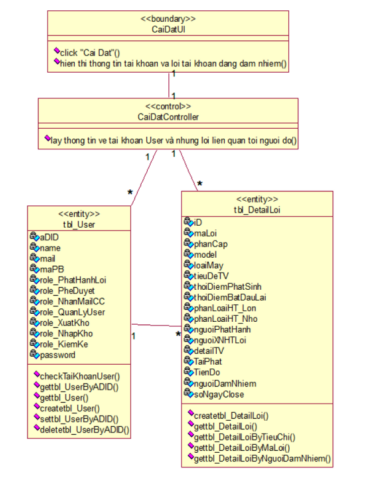 <<boundary>>
CaiDatUI
click "Cai Dat"()
hien thi thong tin tai khoan va loi tai khoan dang dam nhiem()
1
1
<<control>>
CaiDatController
lay thong tin ve tai khoan User và nhung loi lien quan toi nguoi do()
1
1
*
*
<<entity>>
tbl_User
aDID
name
mail
maPB
role_PhatHanhLoi
role_PheDuyet
role_NhanMailCC
role_QuanLyUser
role_XuatKho
role_NhapKho
role_KiemKe
password
checkTaiKhoanUser()
gettbl_UserByADID()
gettbl_User()
createtbl_User()
settbl_UserByADID()
deletetbl_UserByADID()
1
*
<<entity>>
tbl_DetailLoi
iD
maLoi
phanCap
model
loaiMay
tieuDeTV
thoiDiemPhatSinh
thoiDiemBatDauLai
phanLoaiHT_Lon
phanLoaiHT_Nho
nguoiPhatHanh
nguoiXNHTLoi
detailTV
TaiPhat
TienDo
nguoiDamNhiem
soNgayClose
createtbl_DetailLoi()
gettbl_DetailLoi()
gettbl_DetailLoiByTieuChi()
gettbl_DetailLoiByMaLoi()
gettbl_DetailLoiByNguoiDamNhiem()